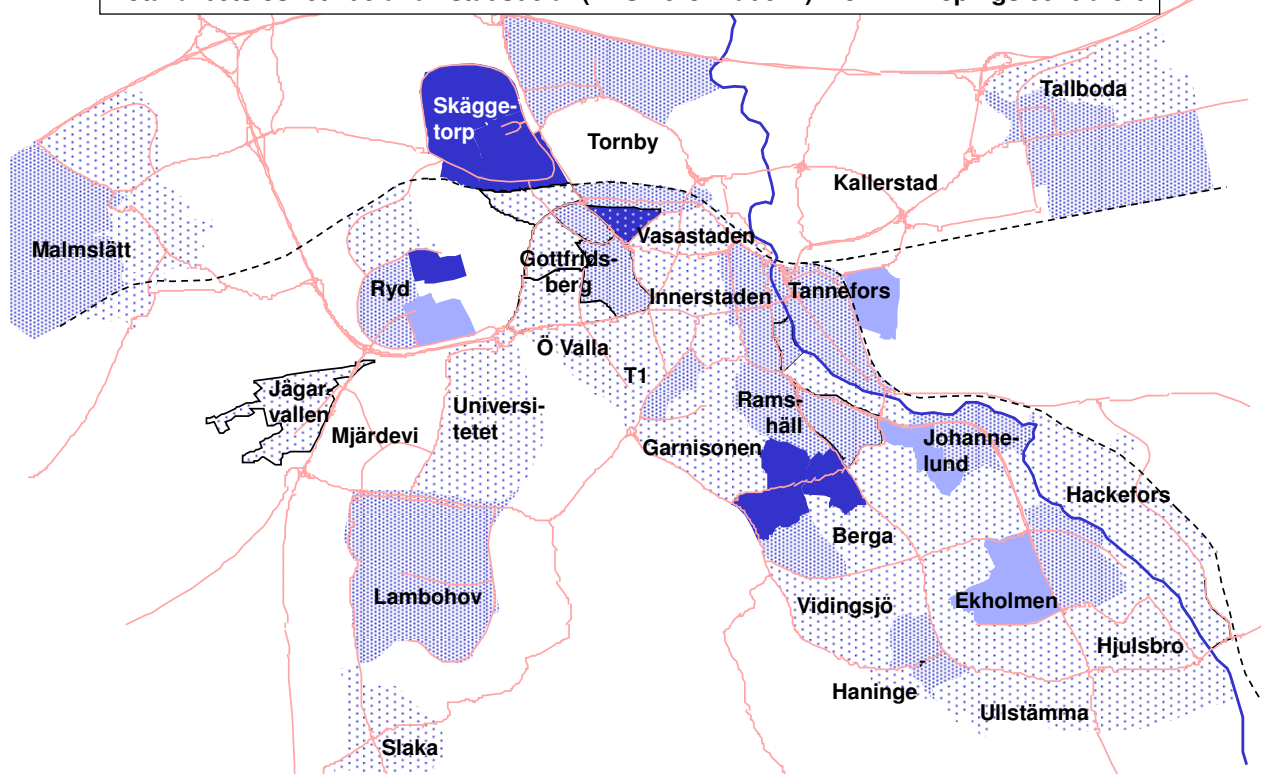 Skägge-
torp
Tallboda
Tornby
Kallerstad
Malmslätt
Vasastaden
Gottfrids-
berg
Ryd
Innerstaden
Tannefors
Ö Valla
T1
Jägar-
vallen
Universi-
tetet
Mjärdevi
Rams-
häll
Garnisonen
Johanne-
lund
Hackefors
Berga
Lambohov
Vidingsjö
Ekholmen
Hjulsbro
Haninge
Ullstämma
Slaka